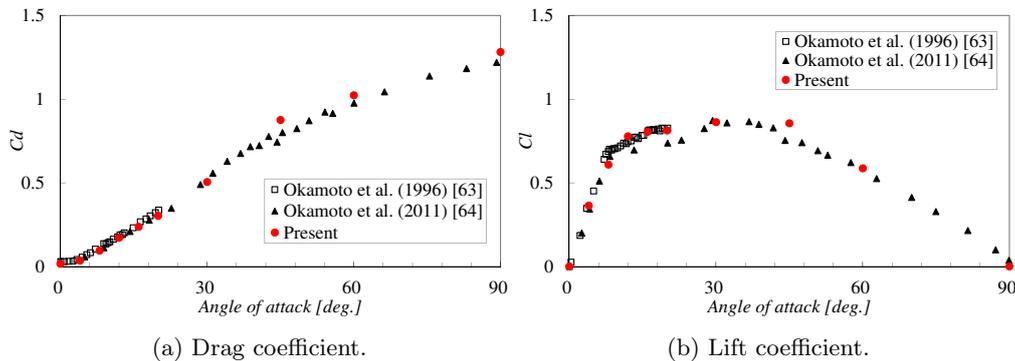 1.5
1
0.5
0
Cd
0
30
60
90
Angle of attack [deg.]
Okamoto et al. (1996) [63]
Okamoto et al. (2011) [64]
Present
(a) Drag coefficient.
1.5
1
0.5
0
Cl
0
30
60
90
Angle of attack [deg.]
Okamoto et al. (1996) [63]
Okamoto et al. (2011) [64]
Present
(b) Lift coefficient.